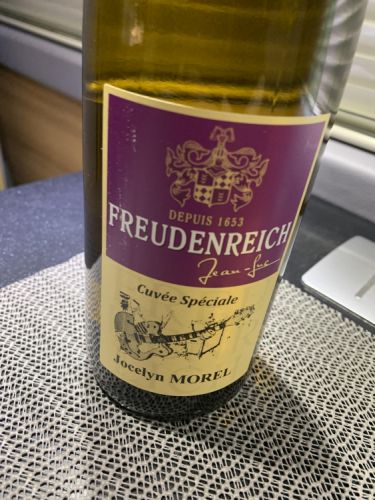 DEPUIS 1653
FREUDENREICH
Jean-Luc
Cuvée Spéciale
Jocelyn MOREL